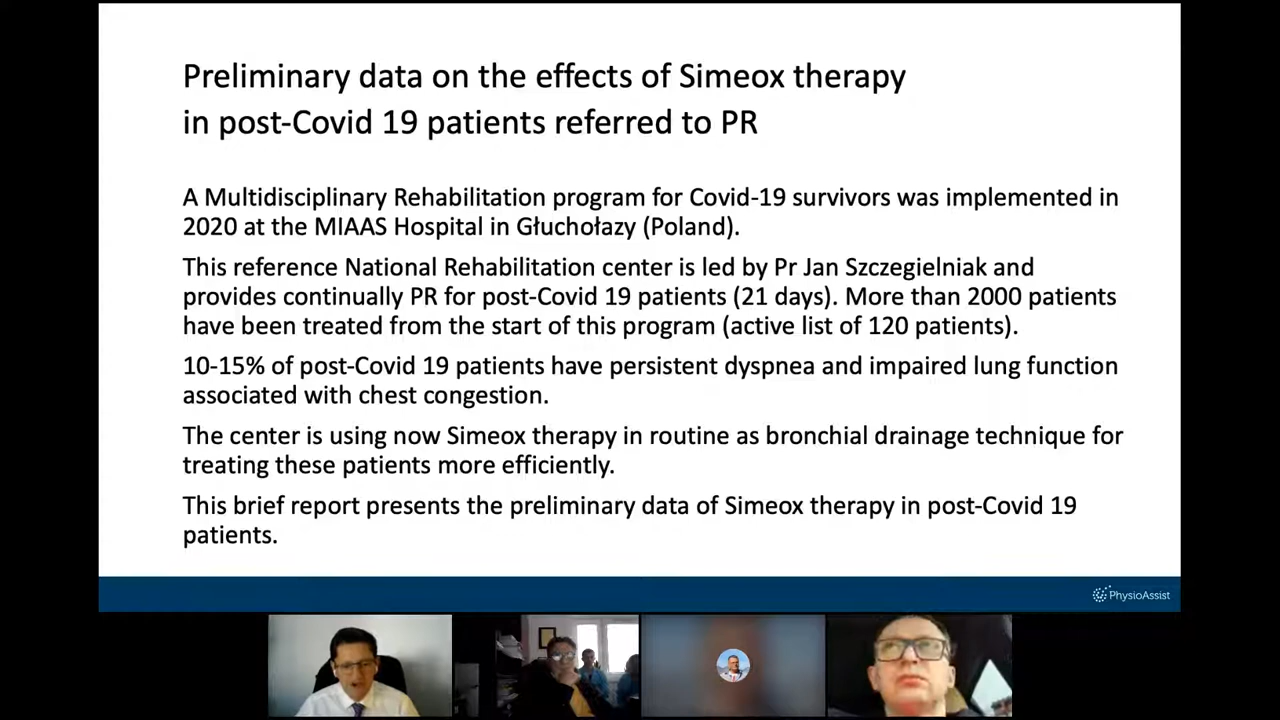 Preliminary data on the effects of Simeox therapy
in post-Covid 19 patients referred to PR
A Multidisciplinary Rehabilitation program for Covid-19 survivors was implemented in
2020 at the MIAAS Hospital in Głuchołazy (Poland).
This reference National Rehabilitation center is led by Pr Jan Szczegielniak and
provides continually PR for post-Covid 19 patients (21 days). More than 2000 patients
have been treated from the start of this program (active list of 120 patients).
10-15% of post-Covid 19 patients have persistent dyspnea and impaired lung function
associated with chest congestion.
The center is using now Simeox therapy in routine as bronchial drainage technique for
treating these patients more efficiently.
This brief report presents the preliminary data of Simeox therapy in post-Covid 19
patients.
PhysioAssist